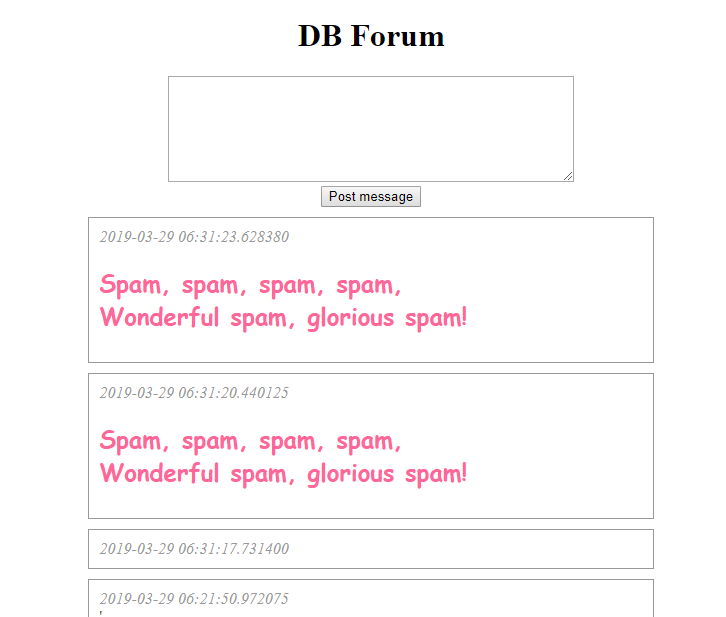 DB Forum
Post message
2019-03-29 06:31:23.628380
Spam, spam, spam, spam,
Wonderful spam, glorious spam!
2019-03-29 06:31:20.440125
Spam, spam, spam, spam,
Wonderful spam, glorious spam!
2019-03-29 06:31:17.731400
2019-03-29 06:21:50.972075
'